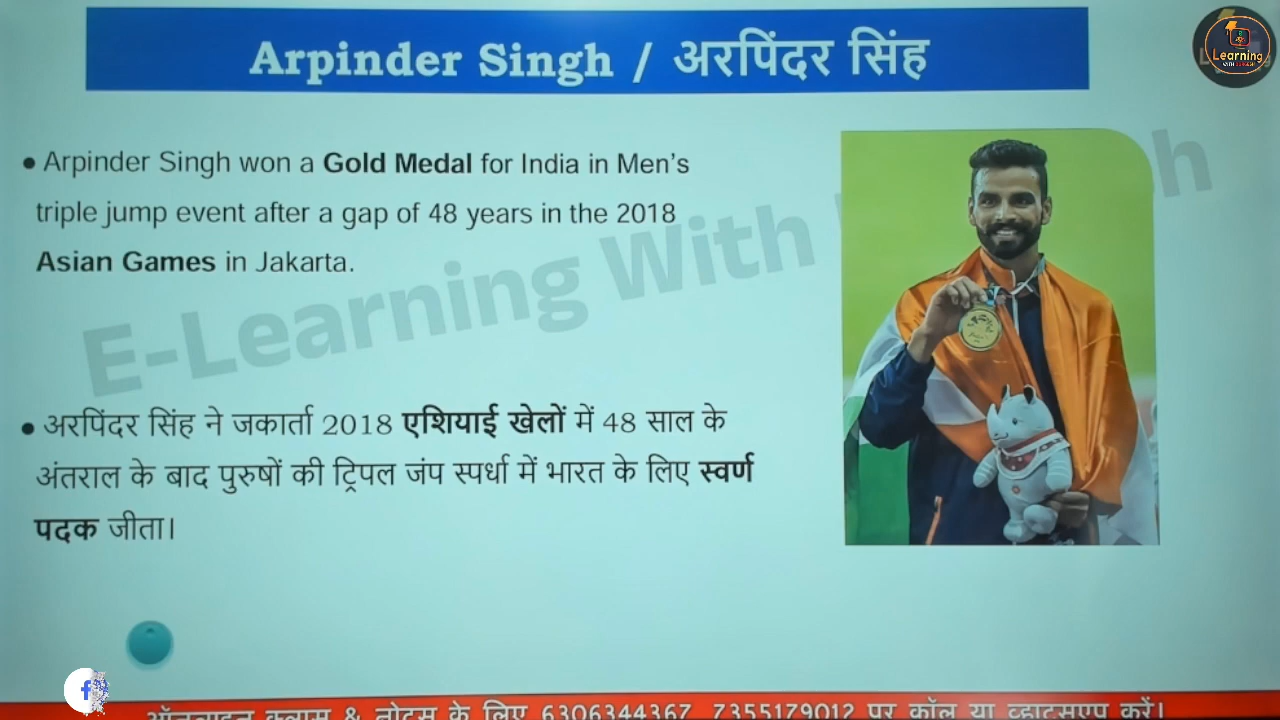 Arpinder Singh / अरपिंदर सिंह
Learning
● Arpinder Singh won a Gold Medal for India in Men's
triple jump event after a gap of 48 years in the 2018
Asian Games in Jakarta.
E-Learning With
● अरपिंदर सिंह ने जकार्ता 2018 एशियाई खेलों में 48 साल के
अंतराल के बाद पुरुषों की ट्रिपल जंप स्पर्धा में भारत के लिए स्वर्ण
पदक जीता।
f
ऑनलाइन क्लास & नोट्स के लिए 6306344367, 7355179012 पर कॉल या व्हाट्सएप करें।